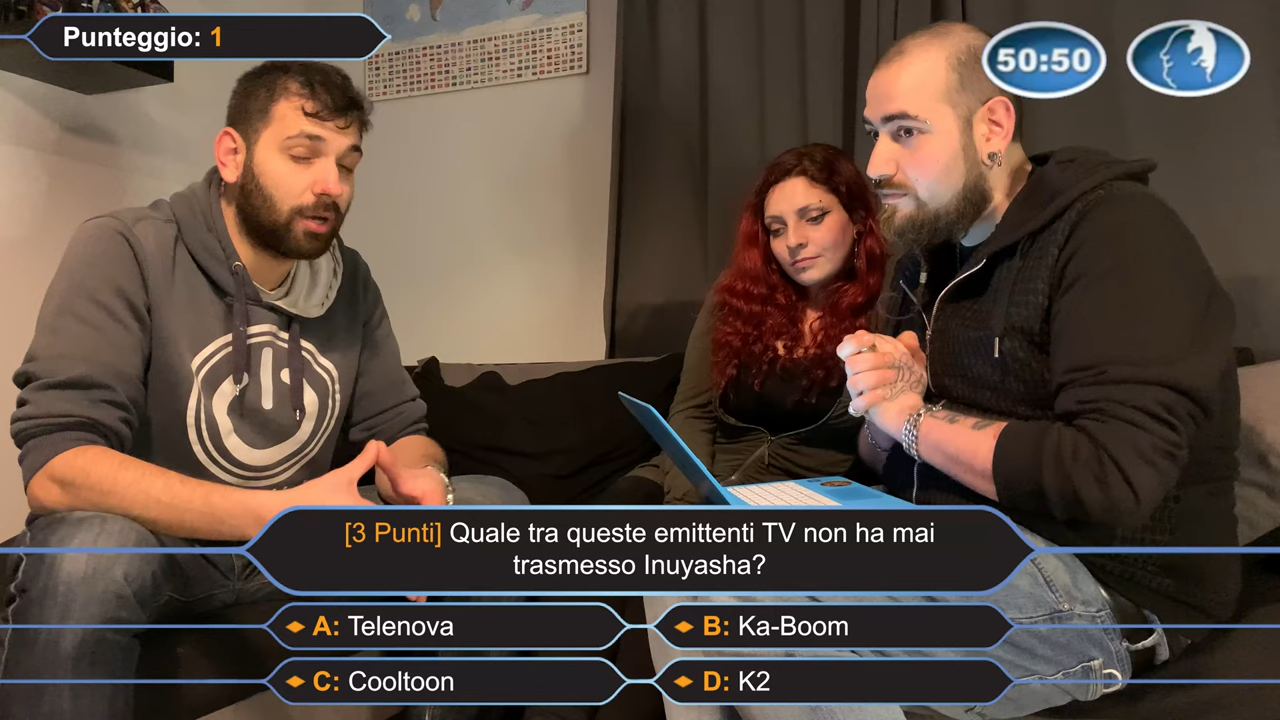 Punteggio: 1
50:50
[3 Punti] Quale tra queste emittenti TV non ha mai
trasmesso Inuyasha?
A: Telenova
B: Ka-Boom
C: Cooltoon
D: K2